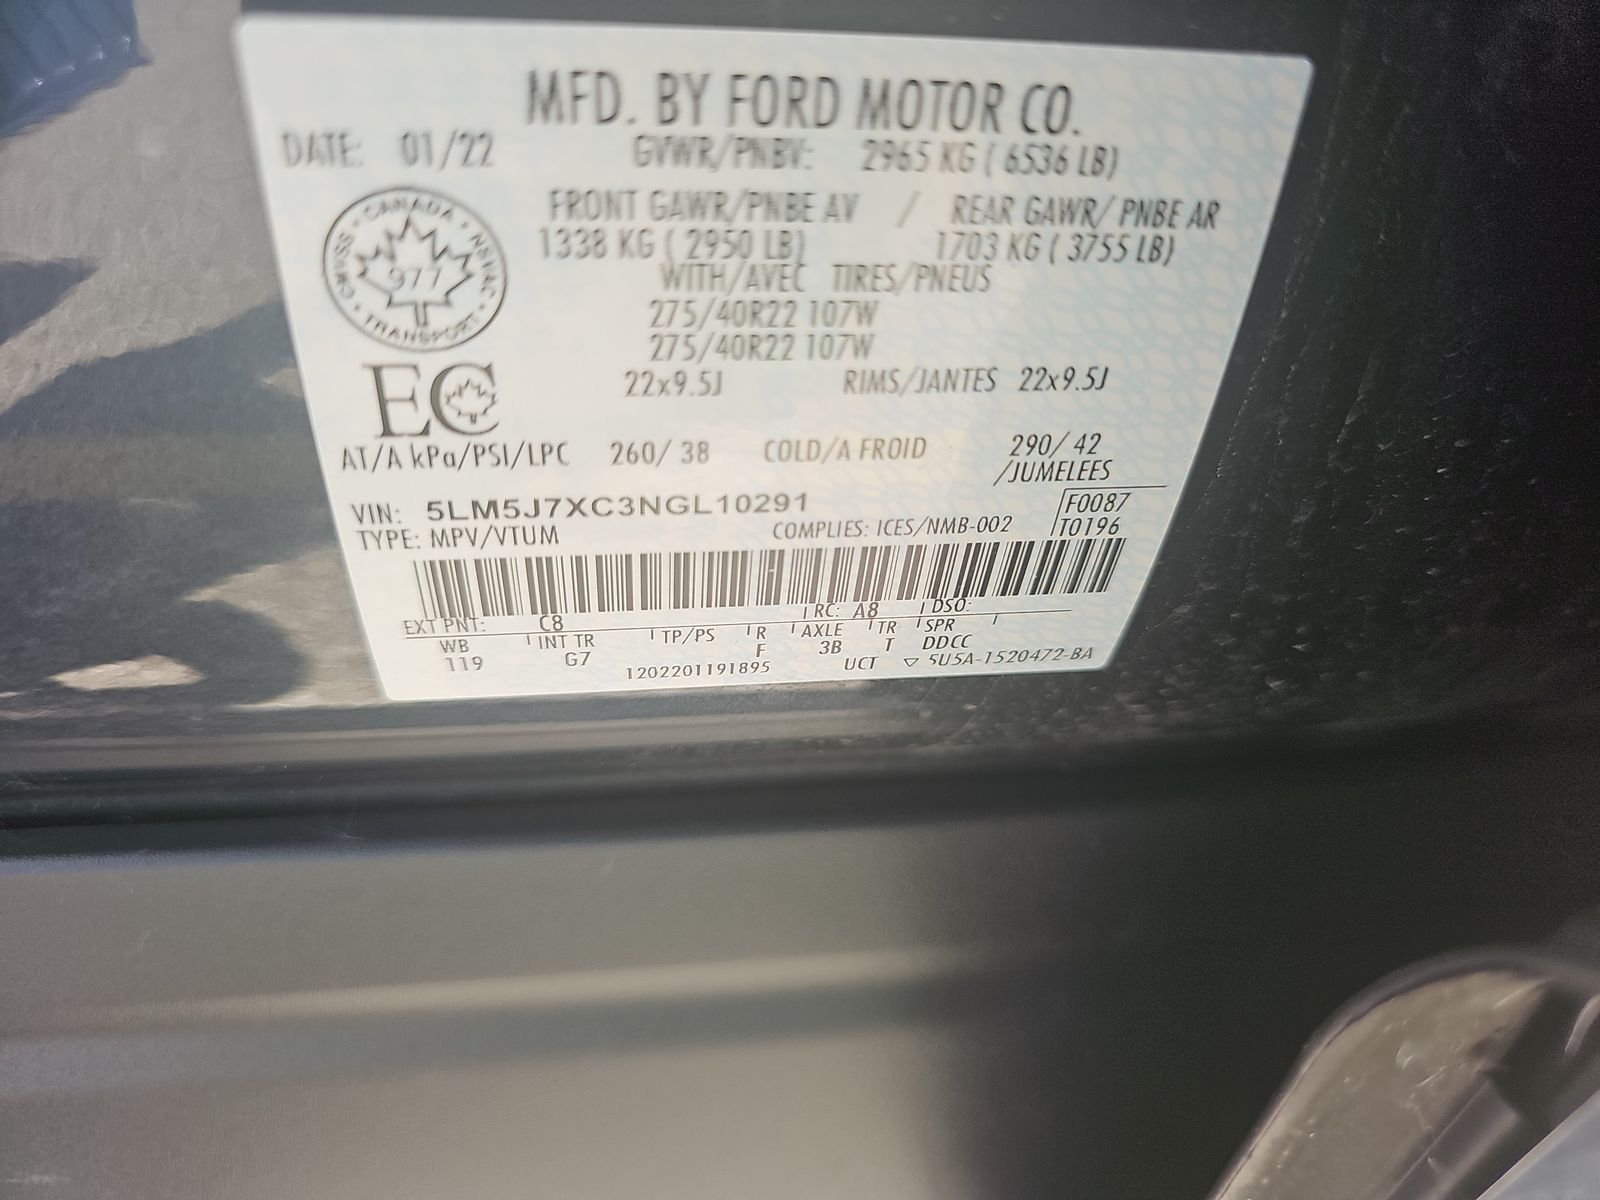 MFD. BY FORD MOTOR CO.
DATE: 01/22 GVWR/PNBV: 2965 KG ( 6536 LB)
FRONT GAWR/PNBE AV / REAR GAWR/ PNBE AR
1338 KG ( 2950 LB) 1703 KG ( 3755 LB)
WITH/AVEC TIRES/PNEUS
275/40R22 107W
275/40R22 107W
22x9.5J RIMS/JANTES 22x9.5J
CANADA
977
TRANSPORT
EC
AT/A kPa/PSI/LPC 260/ 38 COLD/A FROID 290/ 42
/JUMELEES
VIN: 5LM5J7XC3NGL10291 F0087
TYPE: MPV/VTUM COMPLIES: ICES/NMB-002 T0196
EXT PNT: C8 RC: A8 DSO:
WB INT TR TP/PS R AXLE TR SPR
119 G7 F 3B T DDCC
1202201191895 UCT ▽ 5U5A-1520472-BA